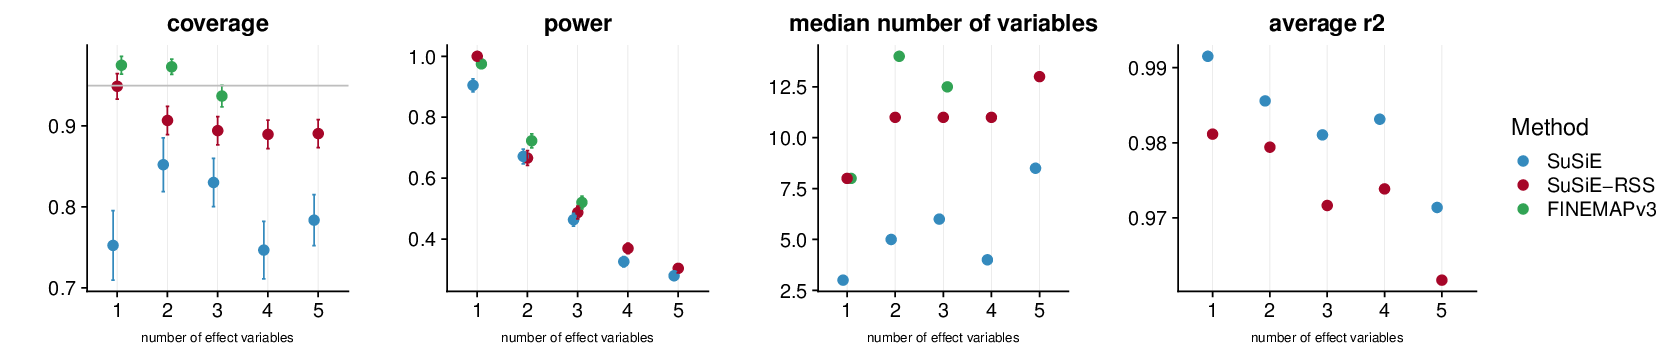 coverage
0.9
0.8
0.7
1 2 3 4 5
number of effect variables
power
1.0
0.8
0.6
0.4
1 2 3 4 5
number of effect variables
median number of variables
12.5
10.0
7.5
5.0
2.5
1 2 3 4 5
number of effect variables
average r2
0.99
0.98
0.97
1 2 3 4 5
number of effect variables
Method
SuSiE
SuSiE−RSS
FINEMAPv3